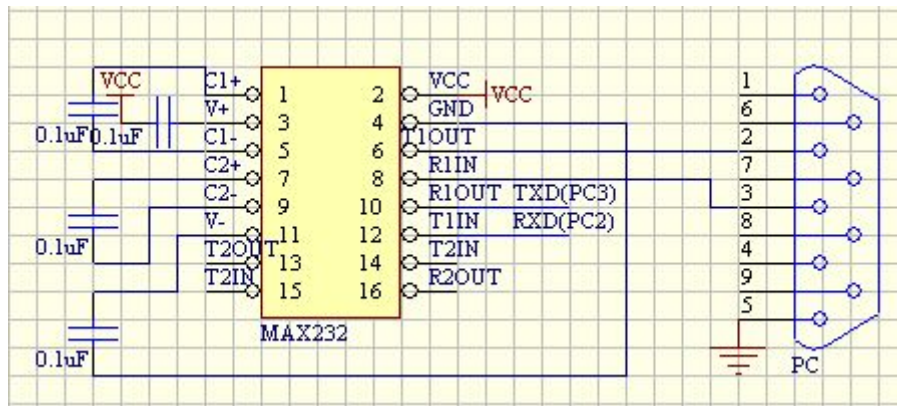 VCC
C1+
V+
C1-
C2+
C2-
V-
T2OUT
T2IN
0.1uF
0.1uF
0.1uF
0.1uF
1
3
5
7
9
11
13
15
2
4
6
8
10
12
14
16
MAX232
VCC
VCC
GND
T1OUT
R1IN
R1OUT TXD(PC3)
T1IN RXD(PC2)
T2IN
R2OUT
1
6
2
7
3
8
4
9
5
PC